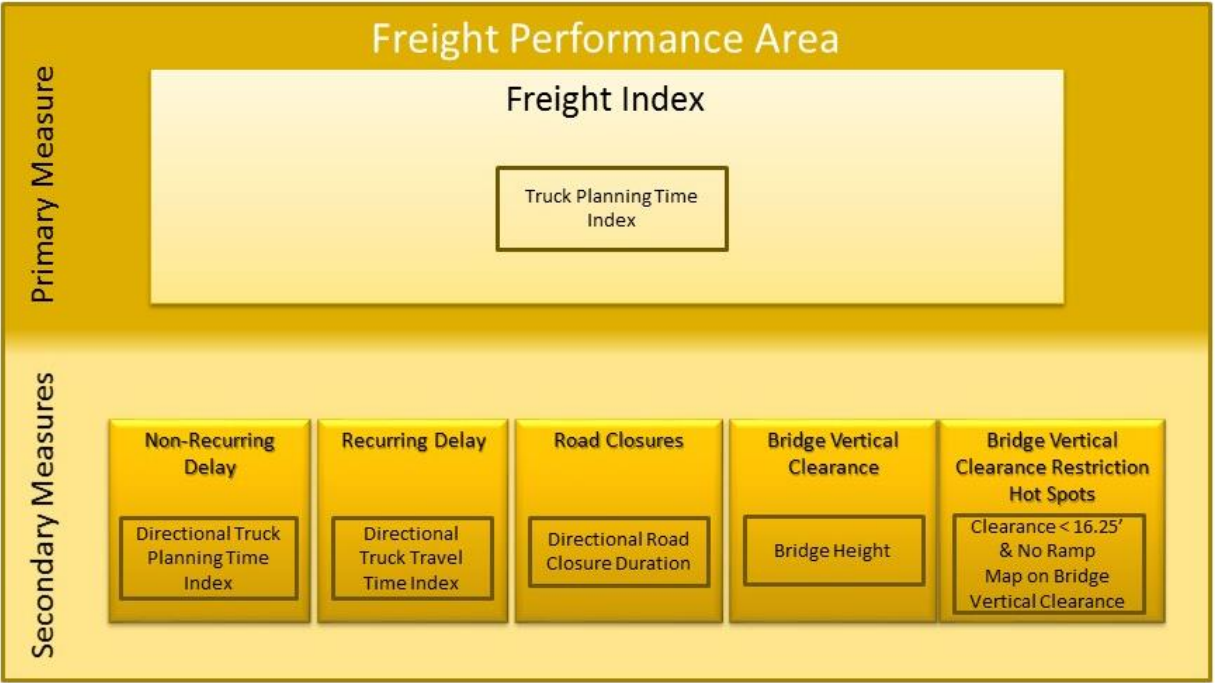 Freight Performance Area
Primary Measure
Freight Index
Truck Planning Time
Index
Secondary Measures
Non-Recurring
Delay
Directional Truck
Planning Time
Index
Recurring Delay
Directional
Truck Travel
Time Index
Road Closures
Directional Road
Closure Duration
Bridge Vertical
Clearance
Bridge Height
Bridge Vertical
Clearance Restriction
Hot Spots
Clearance < 16.25’
& No Ramp
Map on Bridge
Vertical Clearance